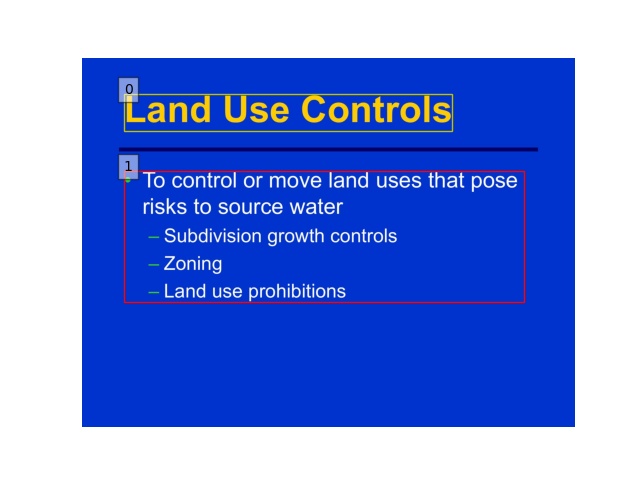 0
Land Use Controls
1
To control or move land uses that pose
risks to source water
– Subdivision growth controls
– Zoning
– Land use prohibitions